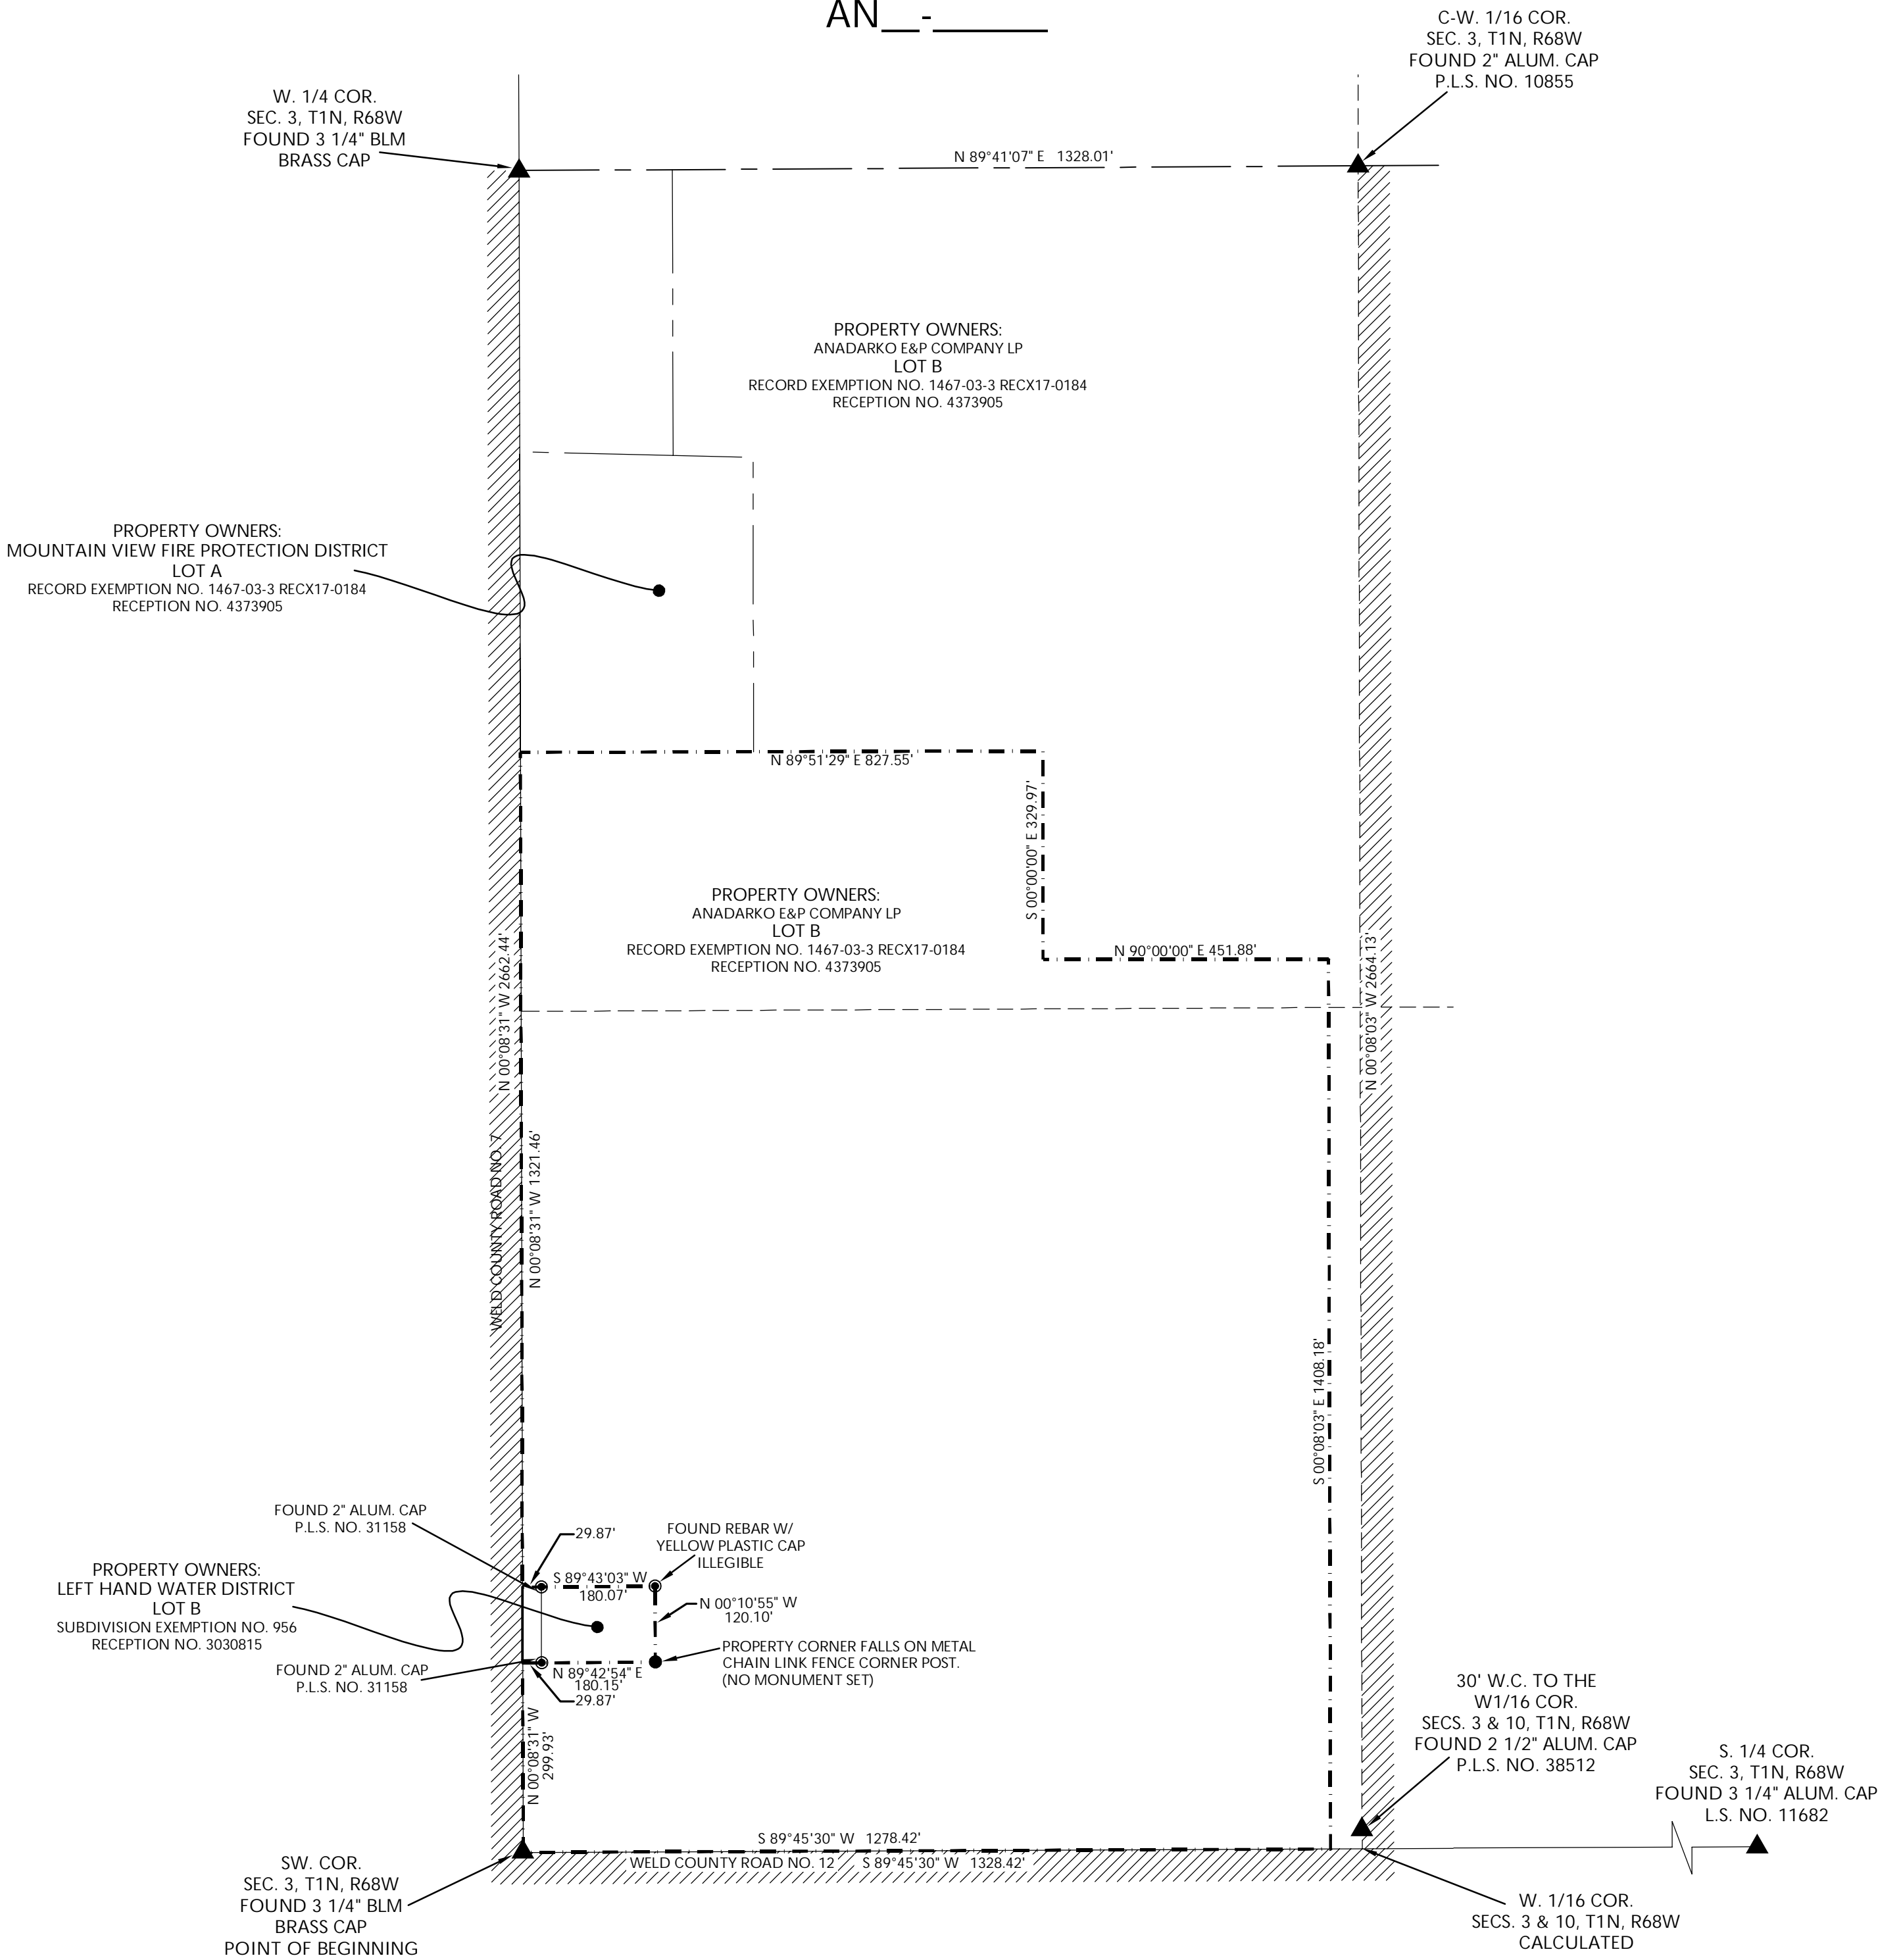 AN__-______
C-W. 1/16 COR.
SEC. 3, T1N, R68W
FOUND 2" ALUM. CAP
P.L.S. NO. 10855
W. 1/4 COR.
SEC. 3, T1N, R68W
FOUND 3 1/4" BLM
BRASS CAP
N 89°41'07" E 1328.01'
PROPERTY OWNERS:
ANADARKO E&P COMPANY LP
LOT B
RECORD EXEMPTION NO. 1467-03-3 RECX17-0184
RECEPTION NO. 4373905
PROPERTY OWNERS:
MOUNTAIN VIEW FIRE PROTECTION DISTRICT
LOT A
RECORD EXEMPTION NO. 1467-03-3 RECX17-0184
RECEPTION NO. 4373905
N 89°51'29" E 827.55'
S 00°00'00" E 329.97'
PROPERTY OWNERS:
ANADARKO E&P COMPANY LP
LOT B
RECORD EXEMPTION NO. 1467-03-3 RECX17-0184
RECEPTION NO. 4373905
N 90°00'00" E 451.88'
N 00°08'31" W 2662.44'
N 00°08'03" W 2664.13'
WELD COUNTY ROAD NO. 7
N 00°08'31" W 1321.46'
S 00°08'03" E 1408.18'
FOUND 2" ALUM. CAP
P.L.S. NO. 31158
29.87'
FOUND REBAR W/
YELLOW PLASTIC CAP
ILLEGIBLE
PROPERTY OWNERS:
LEFT HAND WATER DISTRICT
LOT B
SUBDIVISION EXEMPTION NO. 956
RECEPTION NO. 3030815
S 89°43'03" W
180.07'
N 00°10'55" W
120.10'
PROPERTY CORNER FALLS ON METAL
CHAIN LINK FENCE CORNER POST.
(NO MONUMENT SET)
FOUND 2" ALUM. CAP
P.L.S. NO. 31158
N 89°42'54" E
180.15'
29.87'
N 00°08'31" W
299.93'
30' W.C. TO THE
W1/16 COR.
SECS. 3 & 10, T1N, R68W
FOUND 2 1/2" ALUM. CAP
P.L.S. NO. 38512
S. 1/4 COR.
SEC. 3, T1N, R68W
FOUND 3 1/4" ALUM. CAP
L.S. NO. 11682
S 89°45'30" W 1278.42'
WELD COUNTY ROAD NO. 12 S 89°45'30" W 1328.42'
SW. COR.
SEC. 3, T1N, R68W
FOUND 3 1/4" BLM
BRASS CAP
POINT OF BEGINNING
W. 1/16 COR.
SECS. 3 & 10, T1N, R68W
CALCULATED